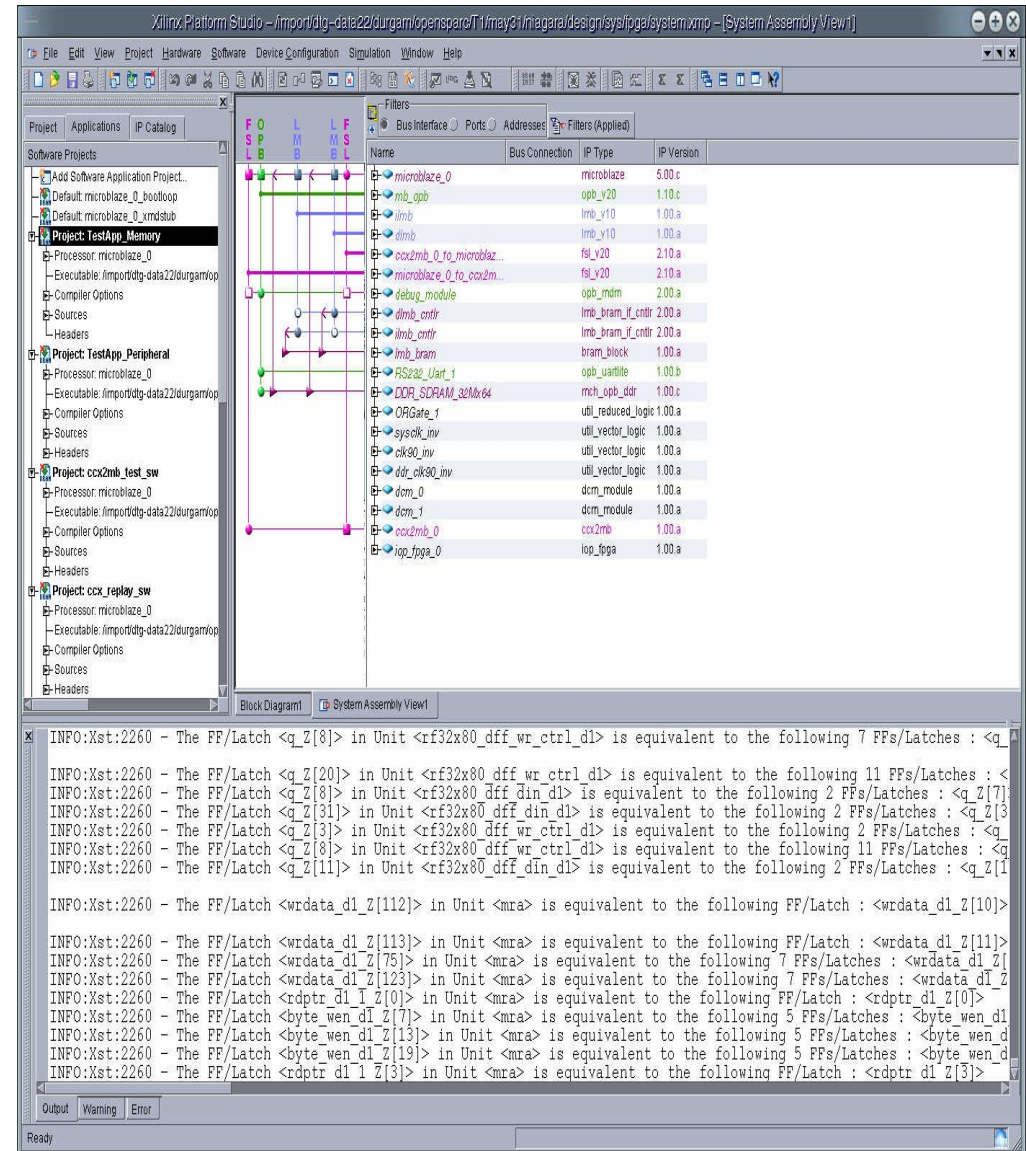 Xilinx Platform Studio - /import/dtg-data22/durgam/opensparc/T1/may31/niagara/design/sys/fpga/system.xmp - [System Assembly View1]
File Edit View Project Hardware Software Device Configuration Simulation Window Help
Project Applications IP Catalog
Software Projects
Add Software Application Project...
Default: microblaze_0_bootloop
Default: microblaze_0_xmdstub
Project: TestApp_Memory
Processor: microblaze_0
Executable: /import/dtg-data22/durgam/op
Compiler Options
Sources
Headers
Project: TestApp_Peripheral
Processor: microblaze_0
Executable: /import/dtg-data22/durgam/op
Compiler Options
Sources
Headers
Project: ccx2mb_test_sw
Processor: microblaze_0
Executable: /import/dtg-data22/durgam/op
Compiler Options
Sources
Headers
Project: ccx_replay_sw
Processor: microblaze_0
Executable: /import/dtg-data22/durgam/op
Compiler Options
Sources
Headers
FSL OPB LMB LMB FSL
Filters
Bus Interface Ports Addresses Filters (Applied)
Name Bus Connection IP Type IP Version
microblaze_0 microblaze 5.00.c
mb_opb opb_v20 1.10.c
ilmb lmb_v10 1.00.a
dlmb lmb_v10 1.00.a
ccx2mb_0_to_microblaz... fsl_v20 2.10.a
microblaze_0_to_ccx2m... fsl_v20 2.10.a
debug_module opb_mdm 2.00.a
dlmb_cntlr lmb_bram_if_cntlr 2.00.a
ilmb_cntlr lmb_bram_if_cntlr 2.00.a
lmb_bram bram_block 1.00.a
RS232_Uart_1 opb_uartlite 1.00.b
DDR_SDRAM_32Mx64 mch_opb_ddr 1.00.c
ORGate_1 util_reduced_logic 1.00.a
sysclk_inv util_vector_logic 1.00.a
clk90_inv util_vector_logic 1.00.a
ddr_clk90_inv util_vector_logic 1.00.a
dcm_0 dcm_module 1.00.a
dcm_1 dcm_module 1.00.a
ccx2mb_0 ccx2mb 1.00.a
iop_fpga_0 iop_fpga 1.00.a
Block Diagram1 System Assembly View1
INFO:Xst:2260 - The FF/Latch <q_Z[8]> in Unit <rf32x80_dff_wr_ctrl_d1> is equivalent to the following 7 FFs/Latches : <q_
INFO:Xst:2260 - The FF/Latch <q_Z[20]> in Unit <rf32x80_dff_wr_ctrl_d1> is equivalent to the following 11 FFs/Latches : <
INFO:Xst:2260 - The FF/Latch <q_Z[8]> in Unit <rf32x80_dff_din_d1> is equivalent to the following 2 FFs/Latches : <q_Z[7]
INFO:Xst:2260 - The FF/Latch <q_Z[31]> in Unit <rf32x80_dff_din_d1> is equivalent to the following 2 FFs/Latches : <q_Z[3
INFO:Xst:2260 - The FF/Latch <q_Z[3]> in Unit <rf32x80_dff_wr_ctrl_d1> is equivalent to the following 2 FFs/Latches : <q_
INFO:Xst:2260 - The FF/Latch <q_Z[8]> in Unit <rf32x80_dff_wr_ctrl_d1> is equivalent to the following 11 FFs/Latches : <q
INFO:Xst:2260 - The FF/Latch <q_Z[11]> in Unit <rf32x80_dff_din_d1> is equivalent to the following 2 FFs/Latches : <q_Z[1
INFO:Xst:2260 - The FF/Latch <wrdata_d1_Z[112]> in Unit <mra> is equivalent to the following FF/Latch : <wrdata_d1_Z[10]>
INFO:Xst:2260 - The FF/Latch <wrdata_d1_Z[113]> in Unit <mra> is equivalent to the following FF/Latch : <wrdata_d1_Z[11]>
INFO:Xst:2260 - The FF/Latch <wrdata_d1_Z[75]> in Unit <mra> is equivalent to the following 7 FFs/Latches : <wrdata_d1_Z[
INFO:Xst:2260 - The FF/Latch <wrdata_d1_Z[123]> in Unit <mra> is equivalent to the following 7 FFs/Latches : <wrdata_d1_Z
INFO:Xst:2260 - The FF/Latch <rdptr_d1_1_Z[0]> in Unit <mra> is equivalent to the following FF/Latch : <rdptr_d1_Z[0]>
INFO:Xst:2260 - The FF/Latch <byte_wen_d1_Z[7]> in Unit <mra> is equivalent to the following 5 FFs/Latches : <byte_wen_d1
INFO:Xst:2260 - The FF/Latch <byte_wen_d1_Z[13]> in Unit <mra> is equivalent to the following 5 FFs/Latches : <byte_wen_d
INFO:Xst:2260 - The FF/Latch <byte_wen_d1_Z[19]> in Unit <mra> is equivalent to the following 5 FFs/Latches : <byte_wen_d
INFO:Xst:2260 - The FF/Latch <rdptr_d1_1_Z[3]> in Unit <mra> is equivalent to the following FF/Latch : <rdptr_d1_Z[3]>
Output Warning Error
Ready